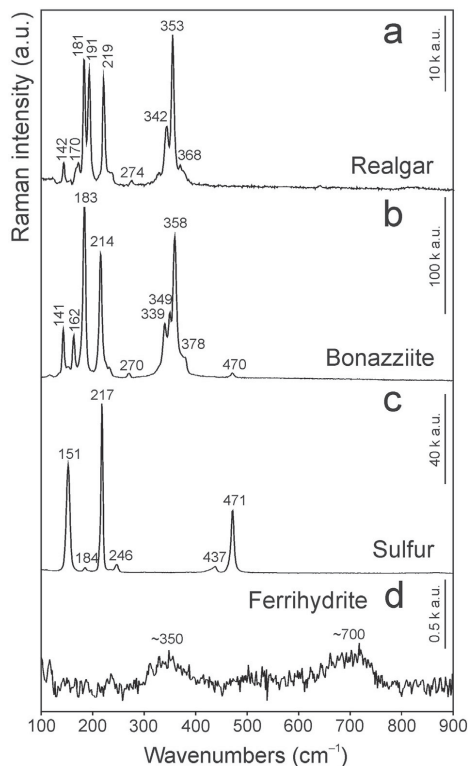 Raman intensity (a.u.)
a
10 k a.u.
142
170
181
191
219
274
342
353
368
Realgar
b
100 k a.u.
141
162
183
214
270
339
349
358
378
470
Bonazziite
c
40 k a.u.
151
184
217
246
437
471
Sulfur
Ferrihydrite
d
0.5 k a.u.
~350
~700
100 200 300 400 500 600 700 800 900
Wavenumbers (cm⁻¹)